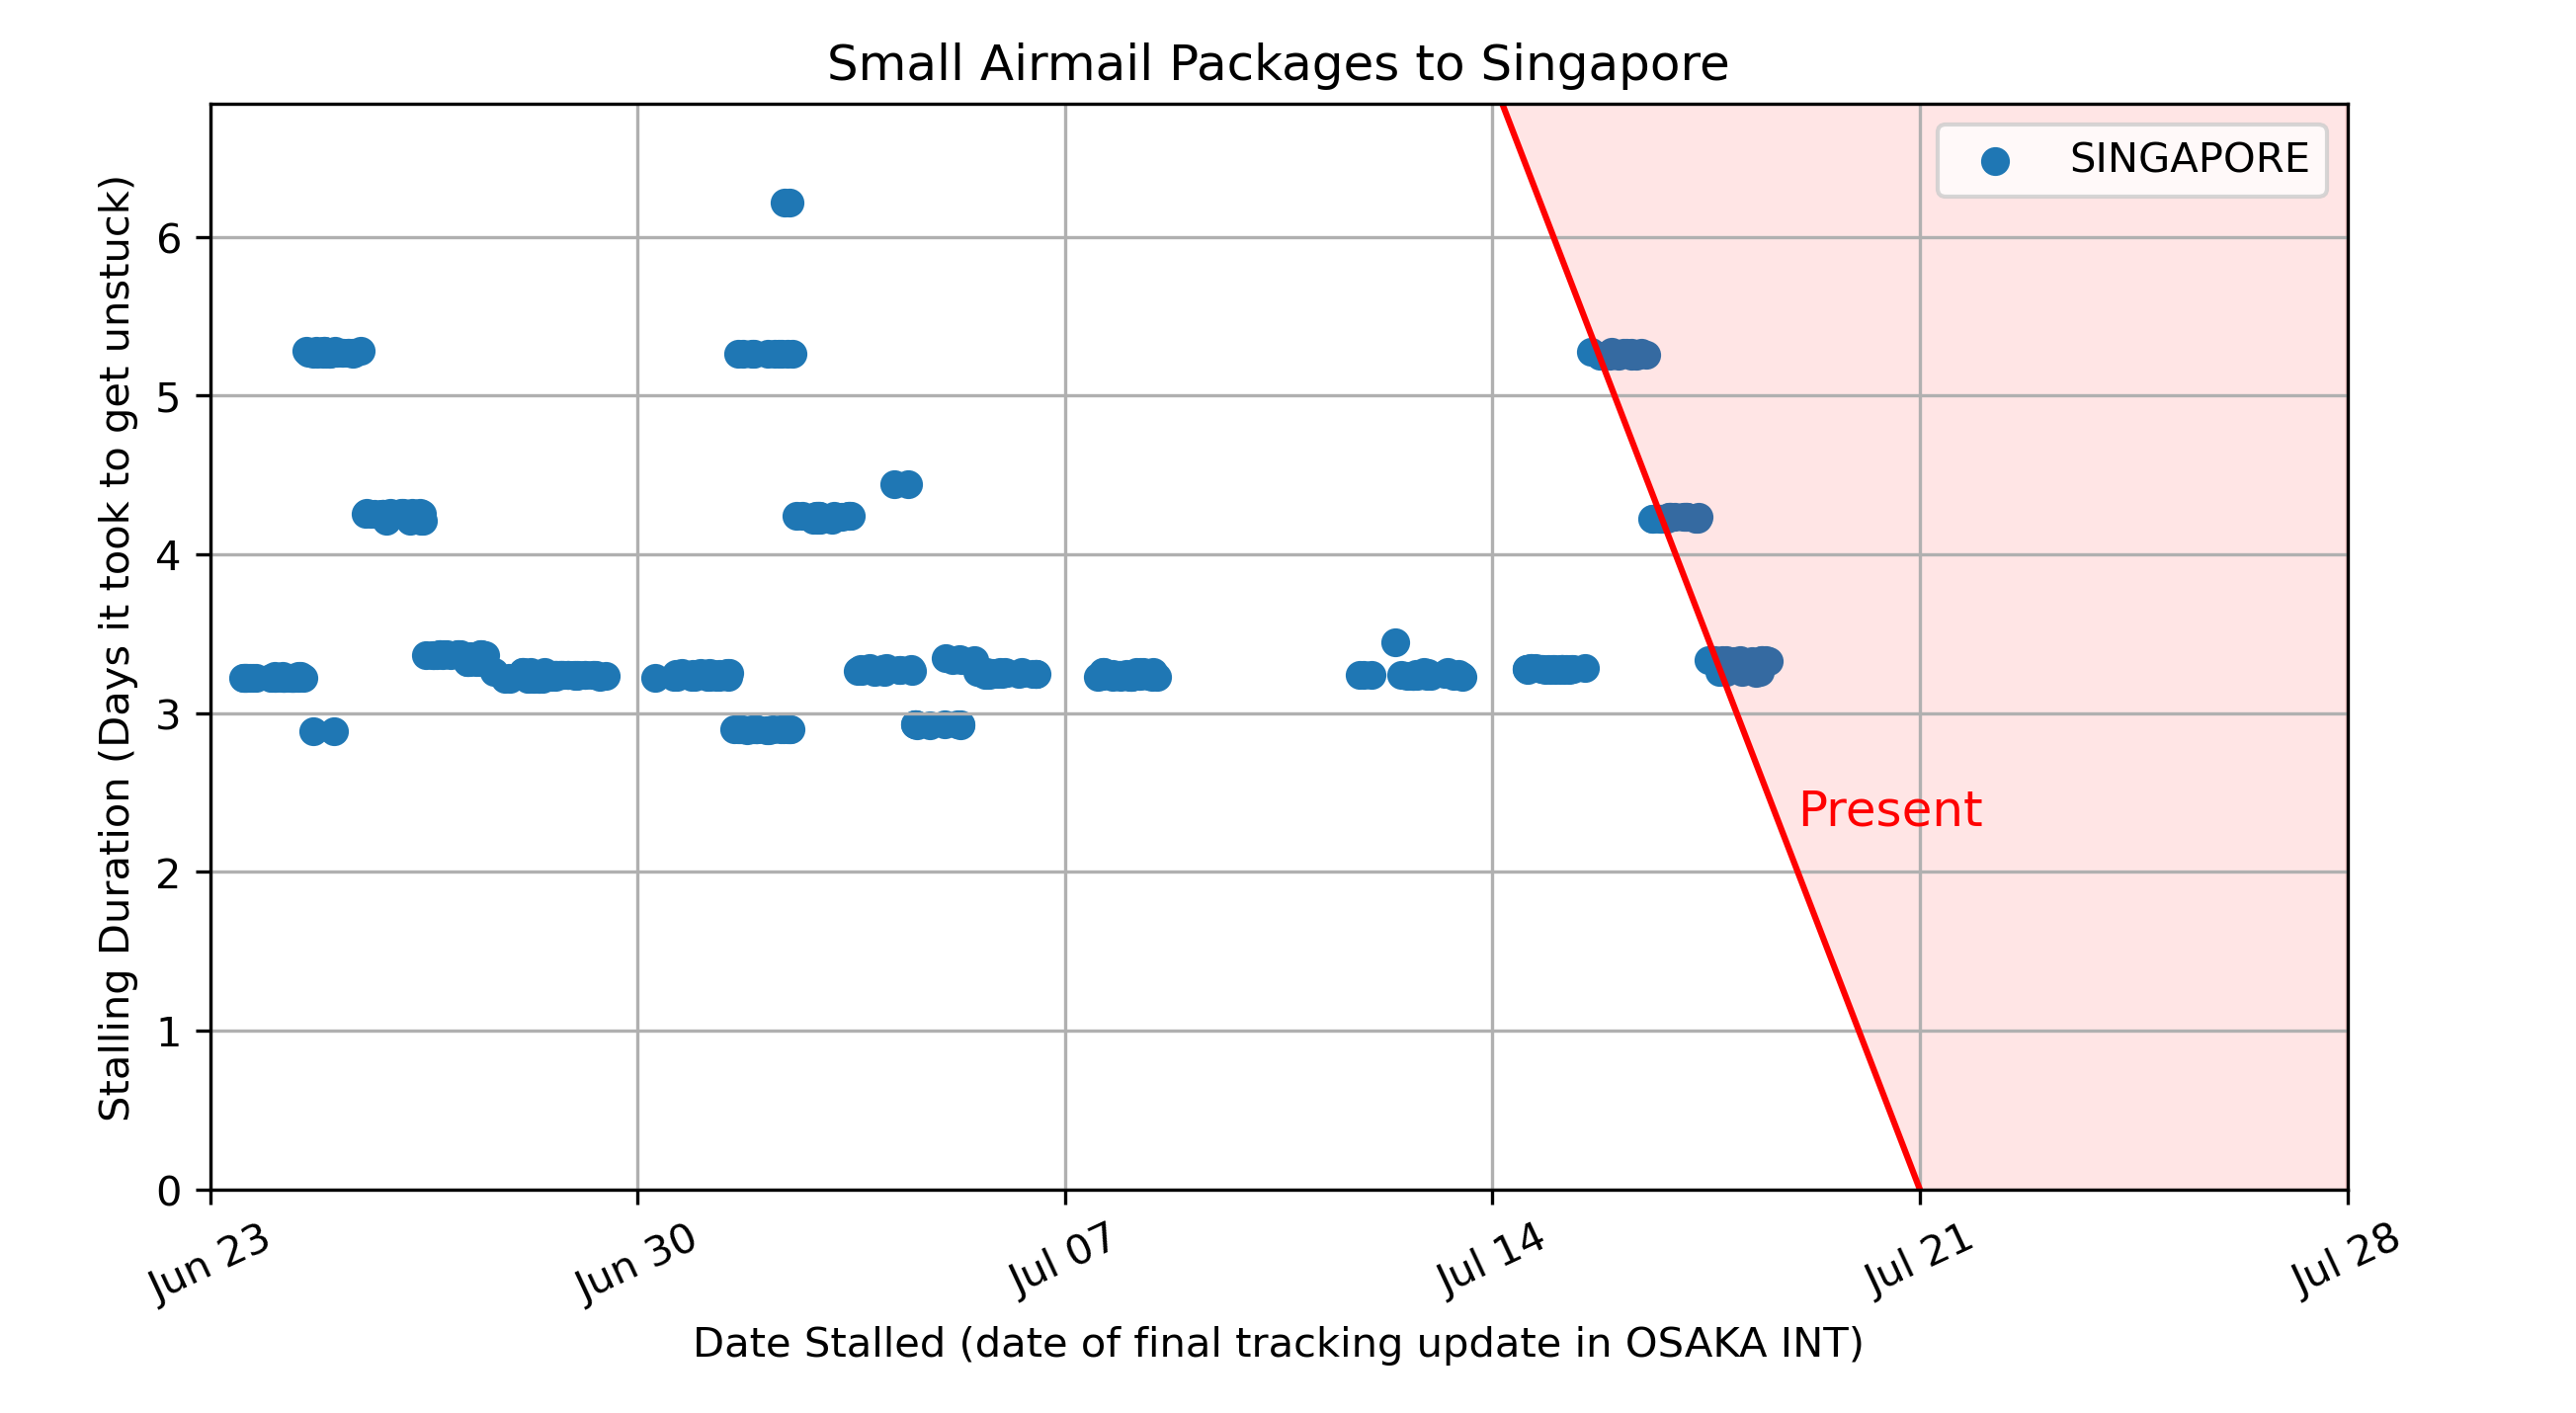 Small Airmail Packages to Singapore
SINGAPORE
Stalling Duration (Days it took to get unstuck)
6
5
4
3
2
1
0
Present
Jun 23
Jun 30
Jul 07
Jul 14
Jul 21
Jul 28
Date Stalled (date of final tracking update in OSAKA INT)